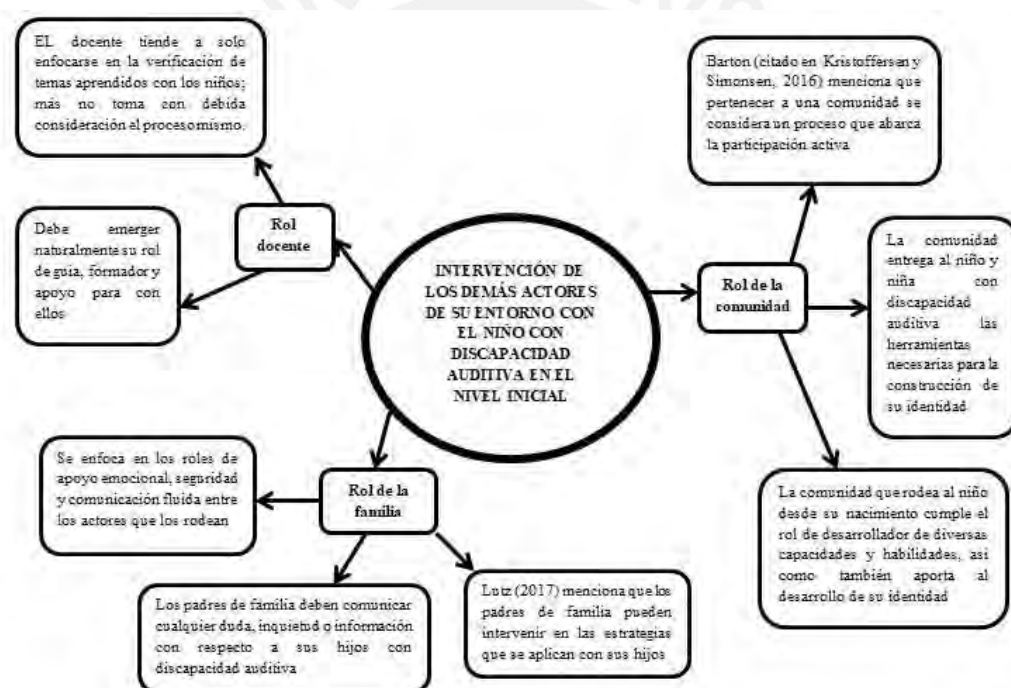 EL docente tiende a solo
enfocarse en la verificación de
temas aprendidos con los niños;
más no toma con debida
consideración el proceso mismo.
Rol
docente
Debe emerger
naturalmente su rol
de guía, formador y
apoyo para con
ellos
INTERVENCIÓN DE
LOS DEMÁS ACTORES
DE SU ENTORNO CON
EL NIÑO CON
DISCAPACIDAD
AUDITIVA EN EL
NIVEL INICIAL
Barton (citado en Kristoffersen y
Simonsen, 2016) menciona que
pertenecer a una comunidad se
considera un proceso que abarca
la participación activa
Rol de la
comunidad
La comunidad
entrega al niño y
niña con
discapacidad
auditiva las
herramientas
necesarias para la
construcción de
su identidad
La comunidad que rodea al niño
desde su nacimiento cumple el
rol de desarrollador de diversas
capacidades y habilidades, asi
como también aporta al
desarrollo de su identidad
Rol de la
familia
Se enfoca en los roles de
apoyo emocional, seguridad
y comunicación fluida entre
los actores que los rodean
Los padres de familia deben comunicar
cualquier duda, inquietud o información
con respecto a sus hijos con
discapacidad auditiva
Lutz (2017) menciona que los
padres de familia pueden
intervenir en las estrategias
que se aplican con sus hijos